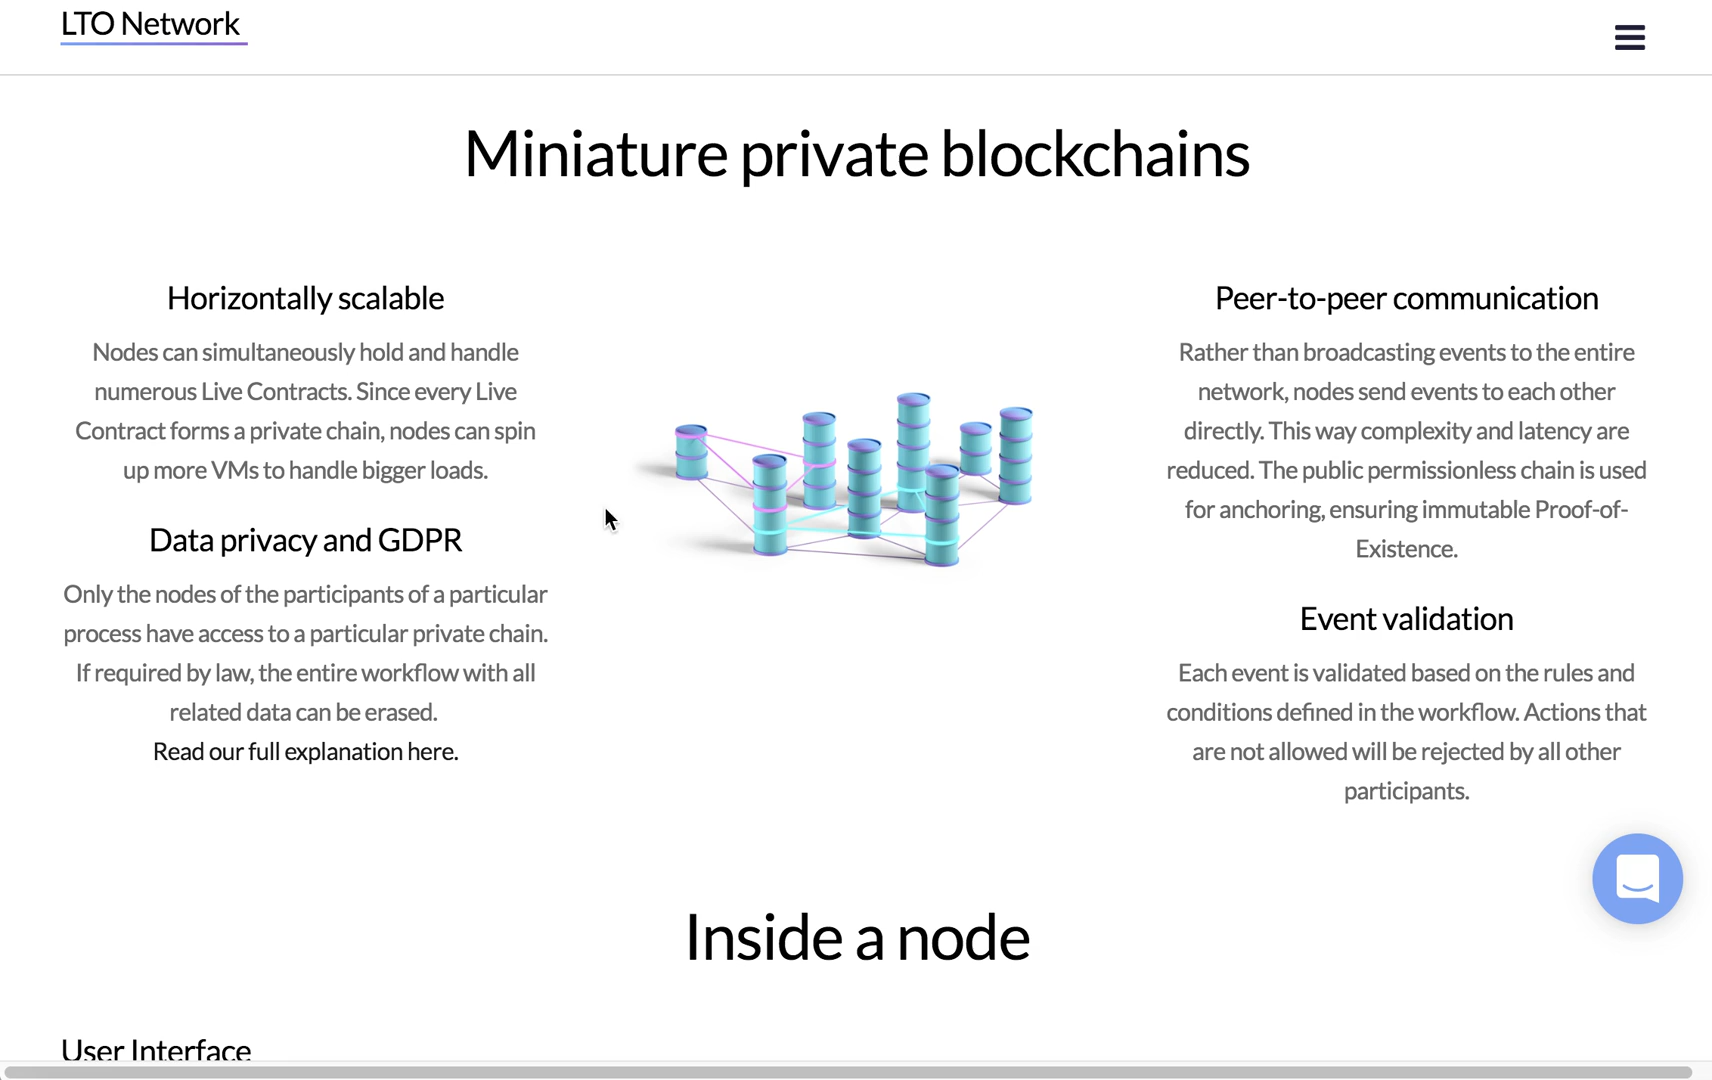 LTO Network
Miniature private blockchains
Horizontally scalable
Nodes can simultaneously hold and handle
numerous Live Contracts. Since every Live
Contract forms a private chain, nodes can spin
up more VMs to handle bigger loads.
Data privacy and GDPR
Only the nodes of the participants of a particular
process have access to a particular private chain.
If required by law, the entire workflow with all
related data can be erased.
Read our full explanation here.
Peer-to-peer communication
Rather than broadcasting events to the entire
network, nodes send events to each other
directly. This way complexity and latency are
reduced. The public permissionless chain is used
for anchoring, ensuring immutable Proof-of-
Existence.
Event validation
Each event is validated based on the rules and
conditions defined in the workflow. Actions that
are not allowed will be rejected by all other
participants.
Inside a node
User Interface